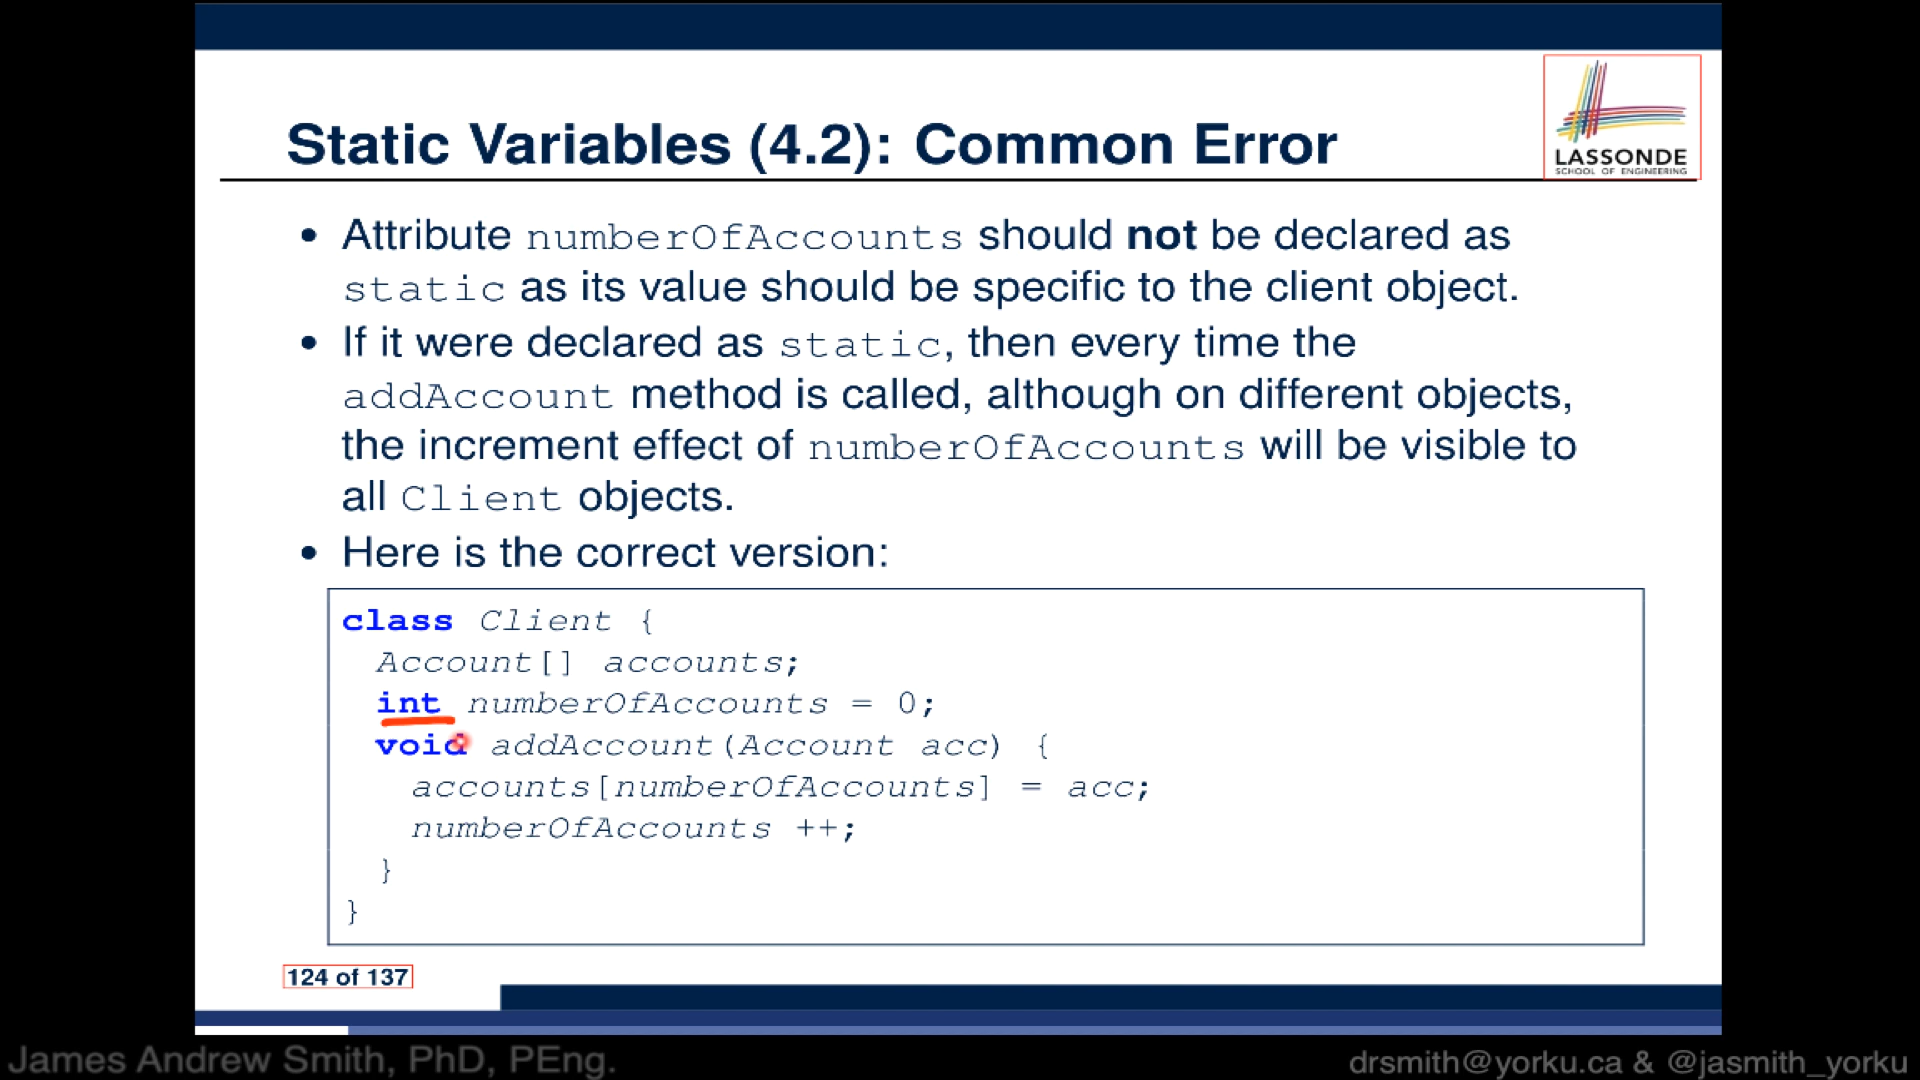 Static Variables (4.2): Common Error
LASSONDE
SCHOOL OF ENGINEERING
• Attribute numberOfAccounts should not be declared as
static as its value should be specific to the client object.
• If it were declared as static, then every time the
addAccount method is called, although on different objects,
the increment effect of numberOfAccounts will be visible to
all Client objects.
• Here is the correct version:
class Client {
Account[] accounts;
int numberOfAccounts = 0;
void addAccount(Account acc) {
accounts[numberOfAccounts] = acc;
numberOfAccounts ++;
}
}
124 of 137
James Andrew Smith, PhD, PEng.
drsmith@yorku.ca & @jasmith_yorku